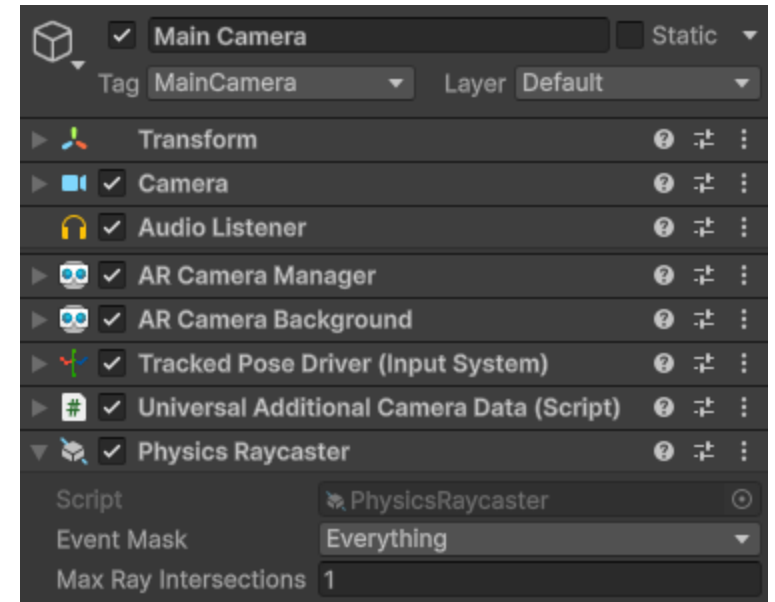 Main Camera Static
Tag MainCamera Layer Default
Transform
Camera
Audio Listener
AR Camera Manager
AR Camera Background
Tracked Pose Driver (Input System)
# Universal Additional Camera Data (Script)
Physics Raycaster
Script PhysicsRaycaster
Event Mask Everything
Max Ray Intersections 1